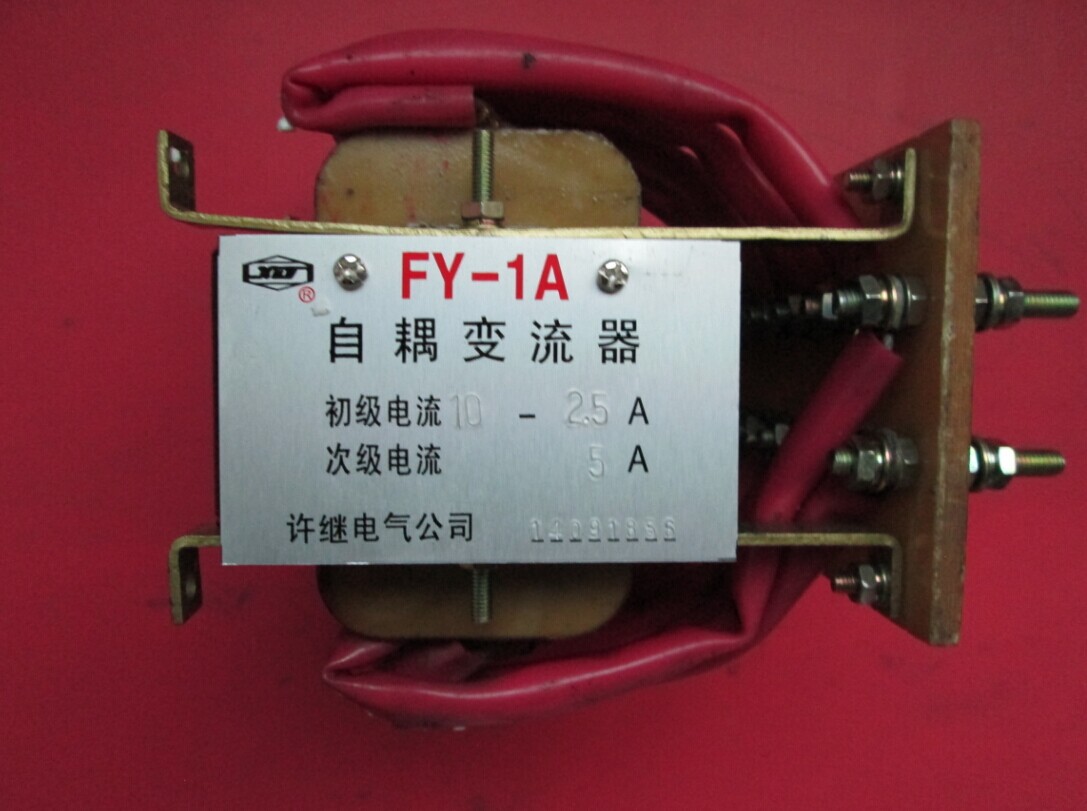 FY-1A
®
自耦变流器
初级电流 10 - 2.5 A
次级电流 5 A
许继电气公司 14091856